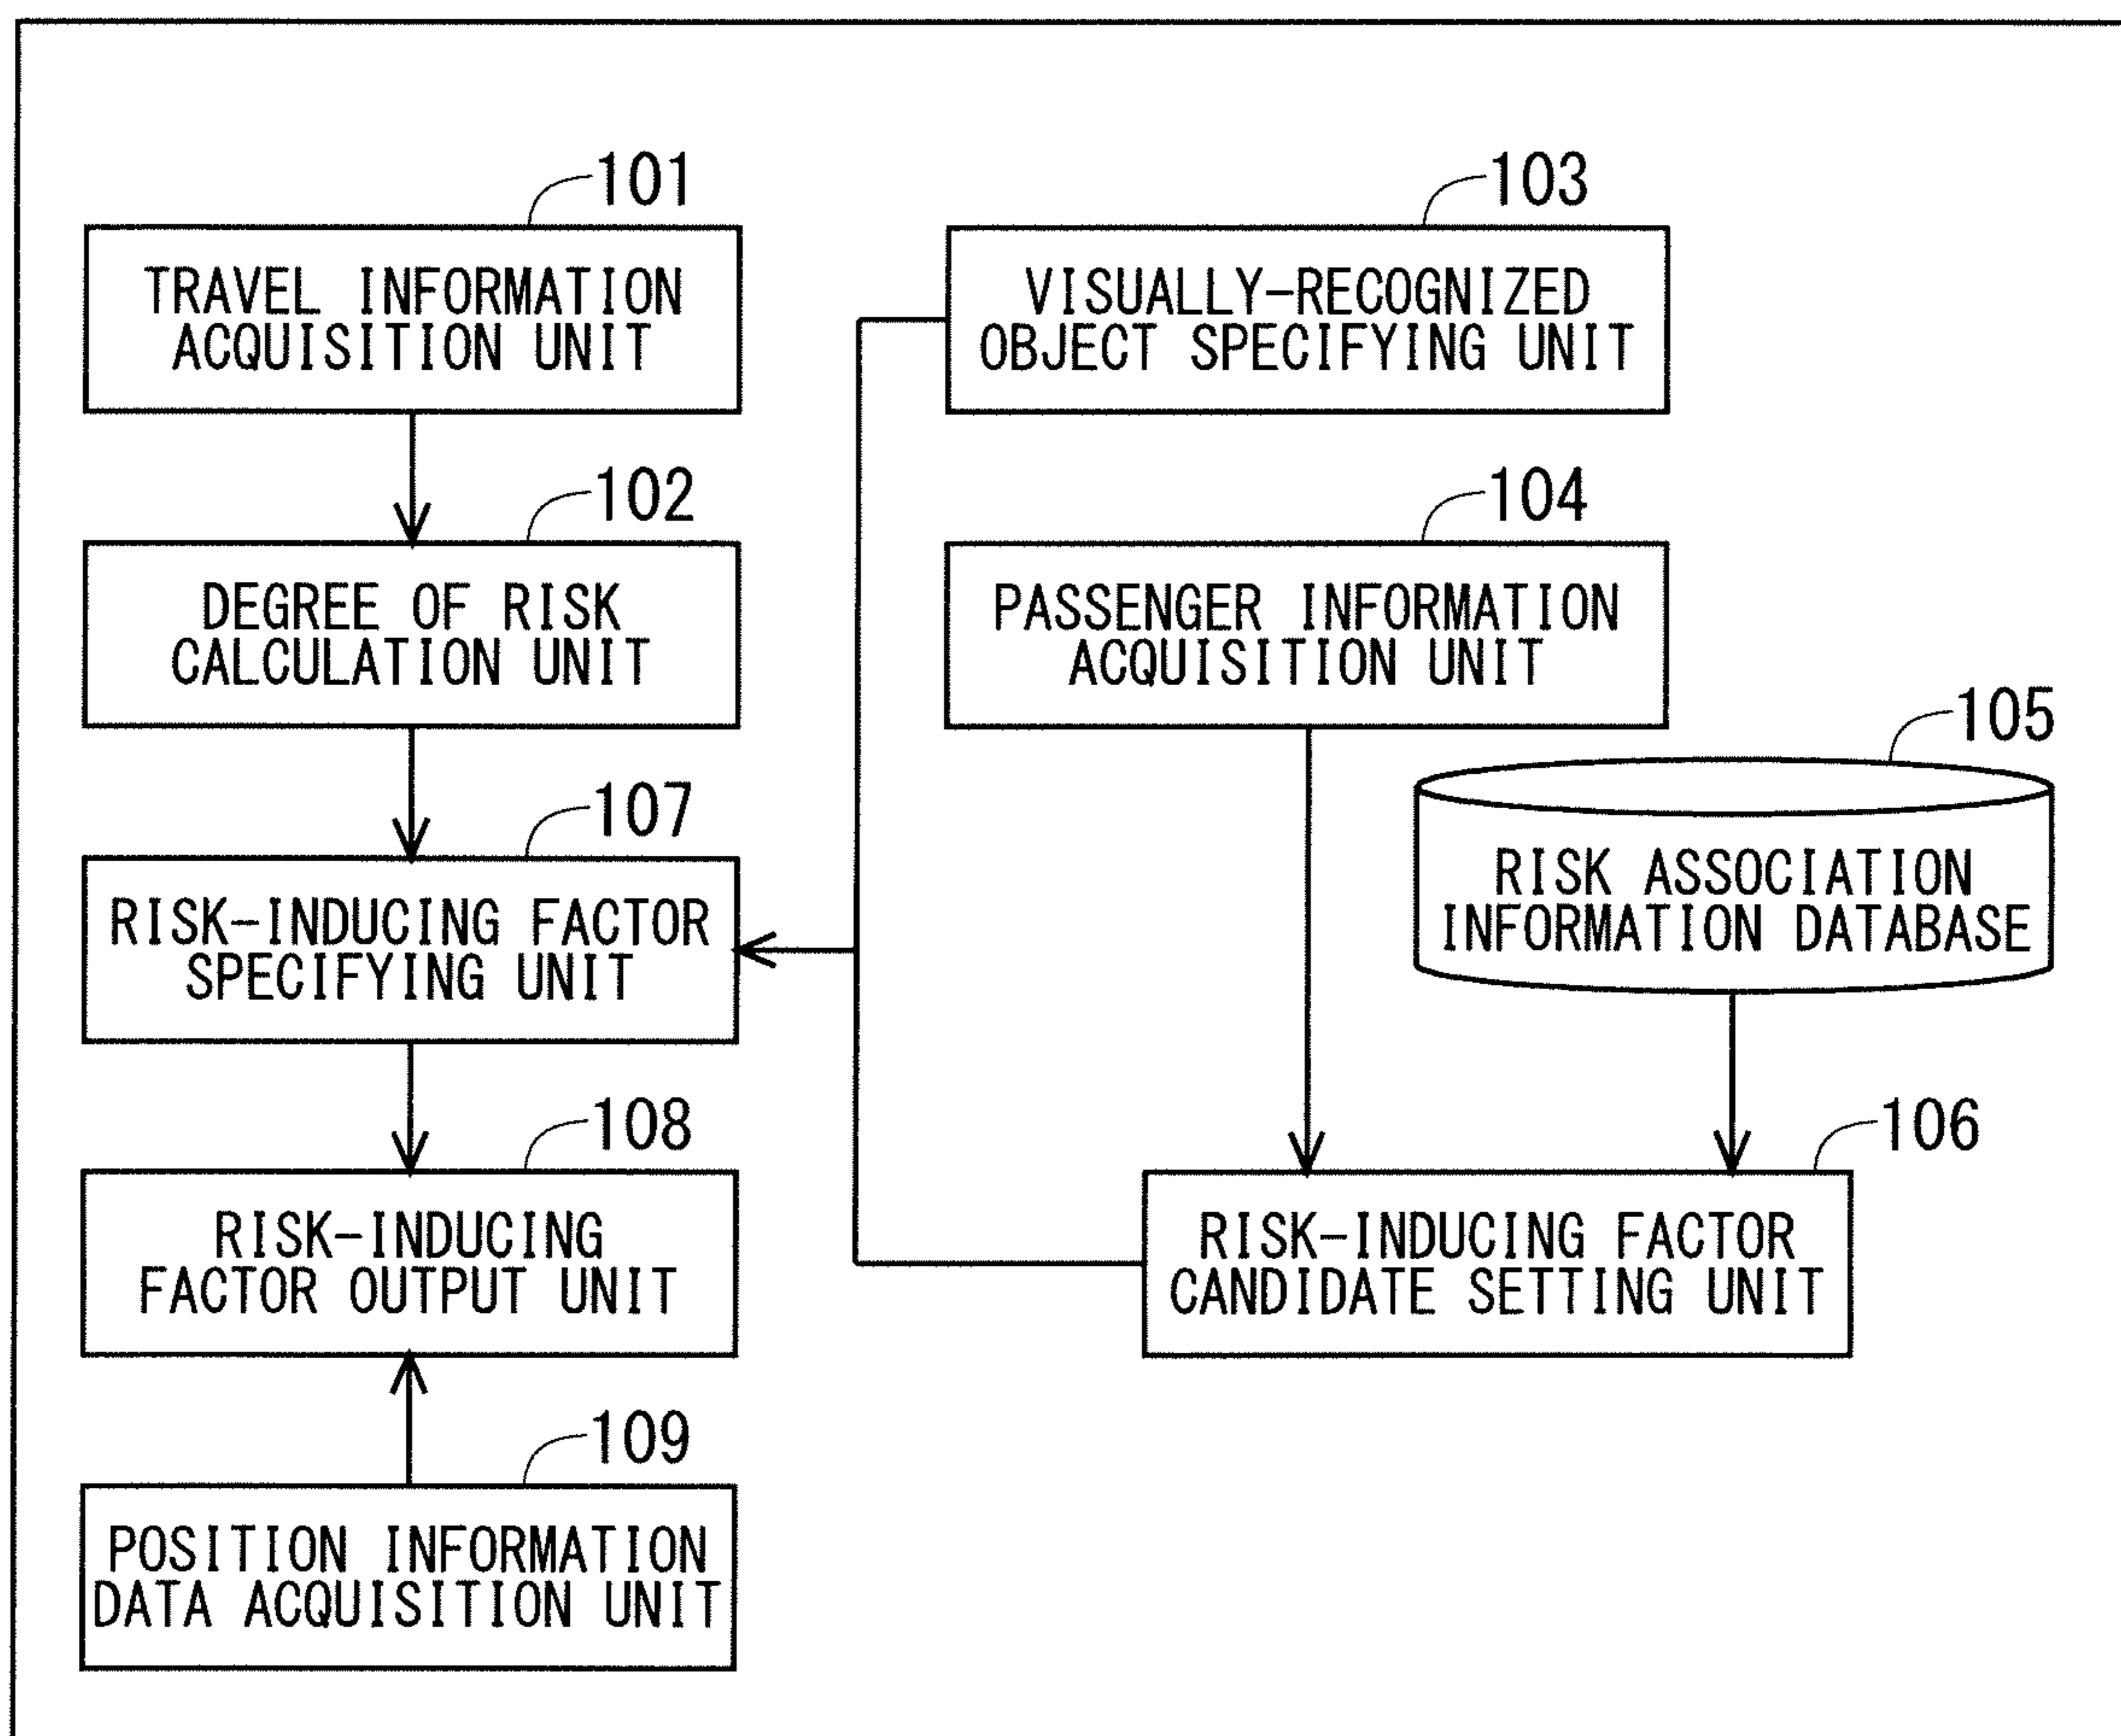 101
TRAVEL INFORMATION
ACQUISITION UNIT
103
VISUALLY-RECOGNIZED
OBJECT SPECIFYING UNIT
102
DEGREE OF RISK
CALCULATION UNIT
104
PASSENGER INFORMATION
ACQUISITION UNIT
105
RISK ASSOCIATION
INFORMATION DATABASE
107
RISK-INDUCING FACTOR
SPECIFYING UNIT
108
RISK-INDUCING
FACTOR OUTPUT UNIT
106
RISK-INDUCING FACTOR
CANDIDATE SETTING UNIT
109
POSITION INFORMATION
DATA ACQUISITION UNIT